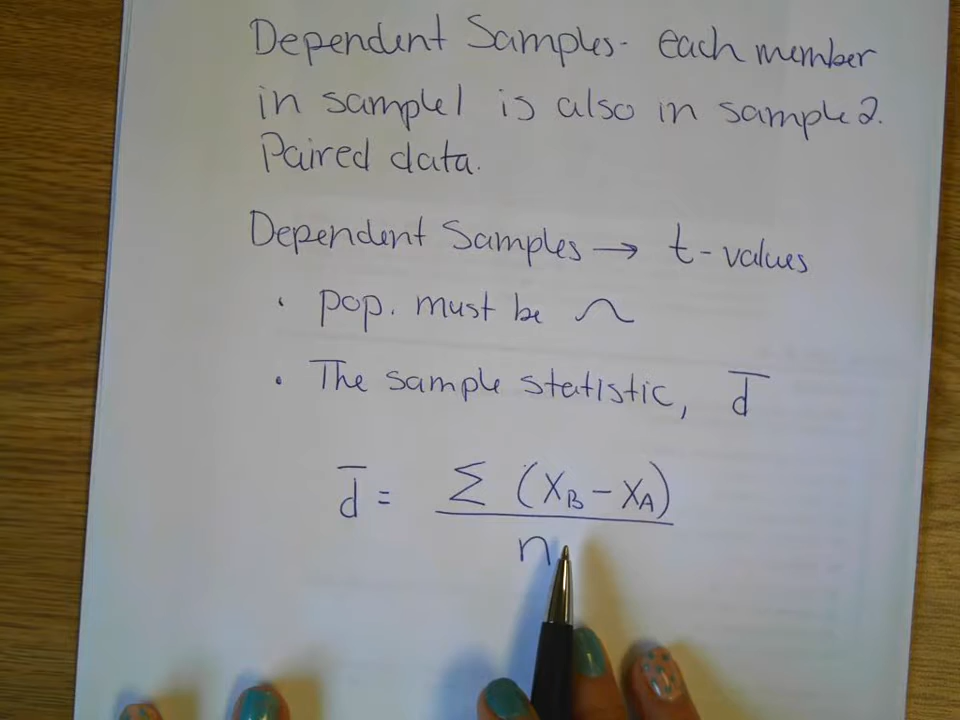 Dependent Samples- each member
in sample 1 is also in sample 2.
Paired data.
Dependent Samples → t-values
· pop. must be
· The sample statistic, d̅
d̅ = Σ (X_B - X_A)
n